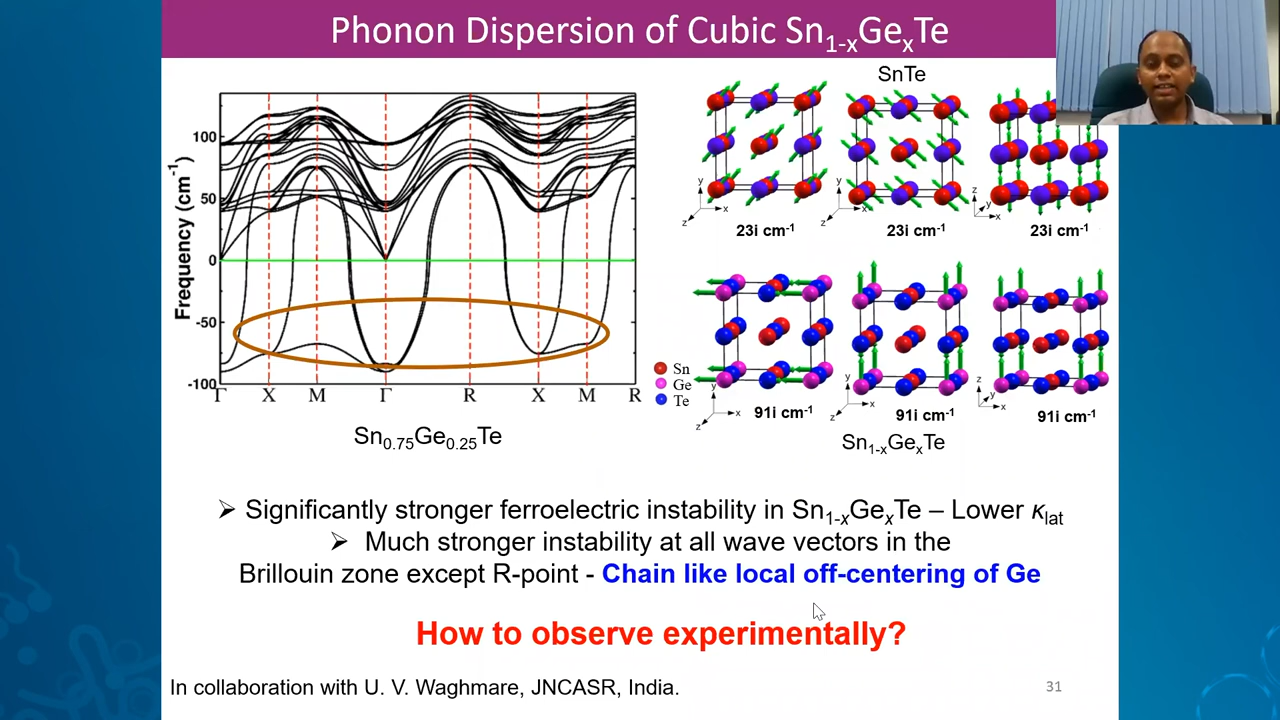 Phonon Dispersion of Cubic Sn1-xGexTe
SnTe
100
50
0
-50
-100
Frequency (cm-1)
Γ X M Γ R X M R
Sn0.75Ge0.25Te
y
z x
23i cm-1
y
z x
23i cm-1
z
y
x
23i cm-1
Sn
Ge
Te
y
z x
91i cm-1
y
z x
91i cm-1
z
y
x
91i cm-1
Sn1-xGexTe
➢ Significantly stronger ferroelectric instability in Sn1-xGexTe – Lower κlat
➢ Much stronger instability at all wave vectors in the
Brillouin zone except R-point - Chain like local off-centering of Ge
How to observe experimentally?
In collaboration with U. V. Waghmare, JNCASR, India.
31